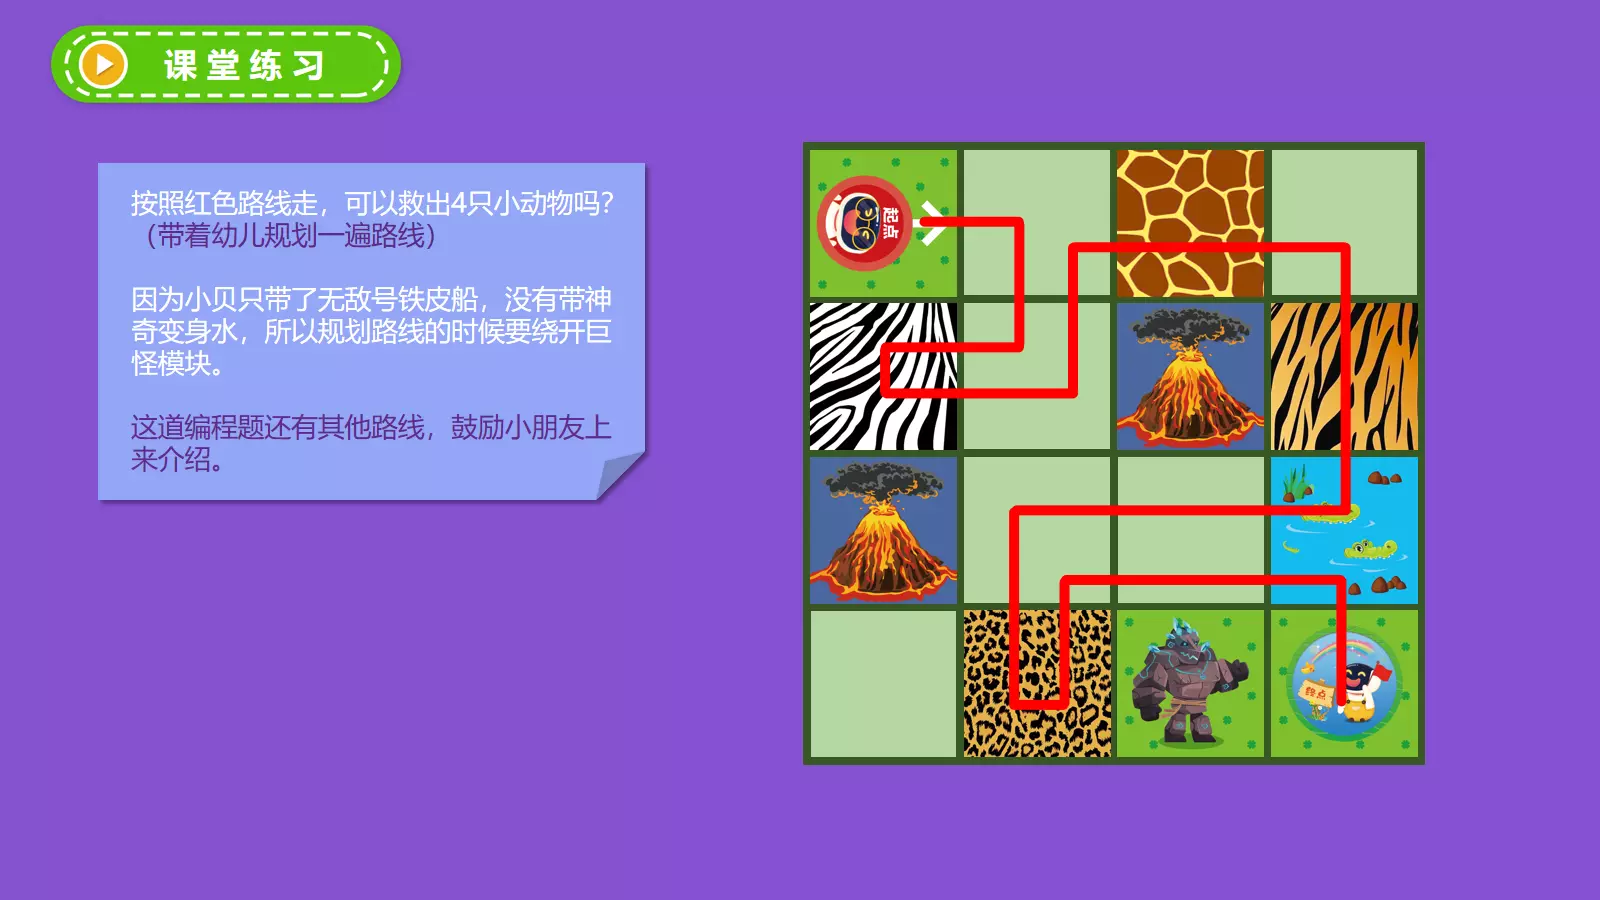 课堂练习
按照红色路线走，可以救出4只小动物吗？
（带着幼儿规划一遍路线）
因为小贝只带了无敌号铁皮船，没有带神
奇变身水，所以规划路线的时候要绕开巨
怪模块。
这道编程题还有其他路线，鼓励小朋友上
来介绍。
起点
终点